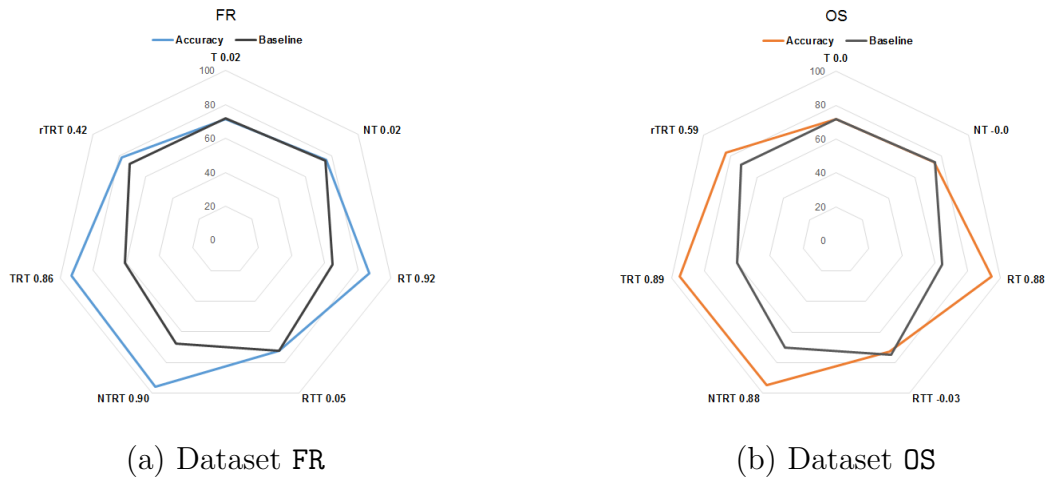 FR
Accuracy Baseline
T 0.02
100
80
60
40
20
0
NT 0.02
RT 0.92
RTT 0.05
NTRT 0.90
TRT 0.86
rTRT 0.42
(a) Dataset FR
OS
Accuracy Baseline
T 0.0
100
80
60
40
20
0
NT -0.0
RT 0.88
RTT -0.03
NTRT 0.88
TRT 0.89
rTRT 0.59
(b) Dataset OS